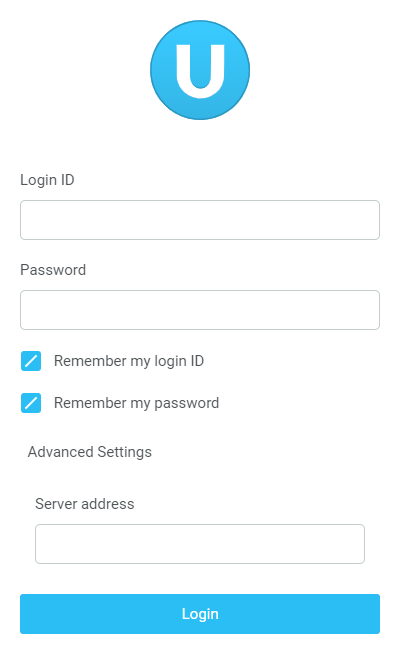 U
Login ID
Password
Remember my login ID
Remember my password
Advanced Settings
Server address
Login